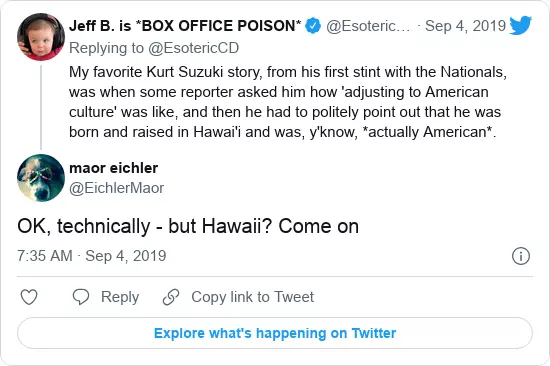 Jeff B. is *BOX OFFICE POISON* @Esoteric... · Sep 4, 2019
Replying to @EsotericCD
My favorite Kurt Suzuki story, from his first stint with the Nationals,
was when some reporter asked him how 'adjusting to American
culture' was like, and then he had to politely point out that he was
born and raised in Hawai'i and was, y'know, *actually American*.
maor eichler
@EichlerMaor
OK, technically - but Hawaii? Come on
7:35 AM · Sep 4, 2019
Reply
Copy link to Tweet
Explore what's happening on Twitter